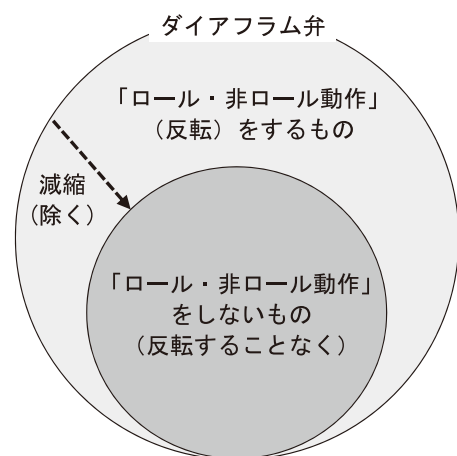 ダイアフラム弁
「ロール・非ロール動作」
（反転）をするもの
減縮
（除く）
「ロール・非ロール動作」
をしないもの
（反転することなく）